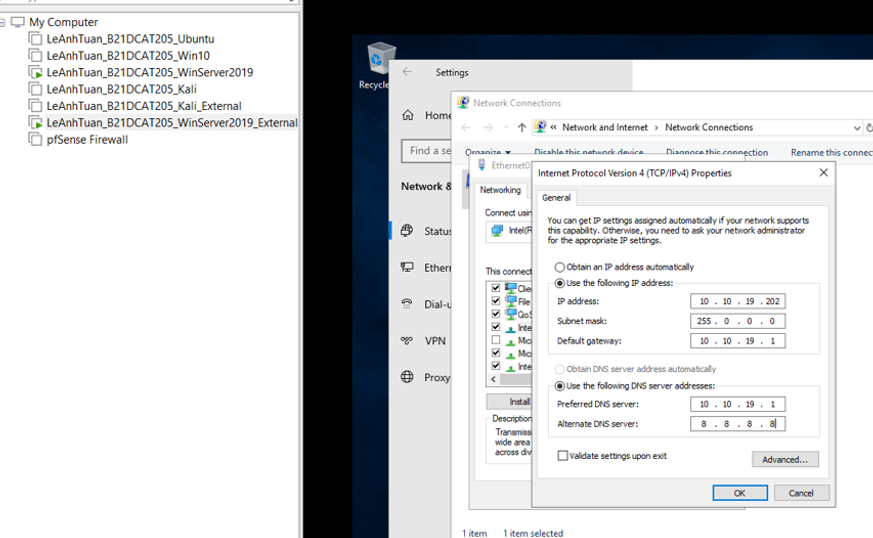 My Computer
LeAnhTuan_B21DCAT205_Ubuntu
LeAnhTuan_B21DCAT205_Win10
LeAnhTuan_B21DCAT205_WinServer2019
LeAnhTuan_B21DCAT205_Kali
LeAnhTuan_B21DCAT205_Kali_External
LeAnhTuan_B21DCAT205_WinServer2019_External
pfSense Firewall
Recycle
Settings
Home
Find a se
Network &
Status
Ethern
Dial-u
VPN
Proxy
Network Connections
« Network and Internet > Network Connections
Organize Disable this network device Diagnose this connection Rename this connec
Ethernet0
Networking
Connect usin
Intel(R
This connect
Clie
File
QoS
Inte
Mic
Mic
Inte
Install
Description
Transmiss
wide area
across div
Internet Protocol Version 4 (TCP/IPv4) Properties
General
You can get IP settings assigned automatically if your network supports
this capability. Otherwise, you need to ask your network administrator
for the appropriate IP settings.
Obtain an IP address automatically
Use the following IP address:
IP address: 10 . 10 . 19 . 202
Subnet mask: 255 . 0 . 0 . 0
Default gateway: 10 . 10 . 19 . 1
Obtain DNS server address automatically
Use the following DNS server addresses:
Preferred DNS server: 10 . 10 . 19 . 1
Alternate DNS server: 8 . 8 . 8 . 8
Validate settings upon exit
Advanced...
OK Cancel
1 item 1 item selected